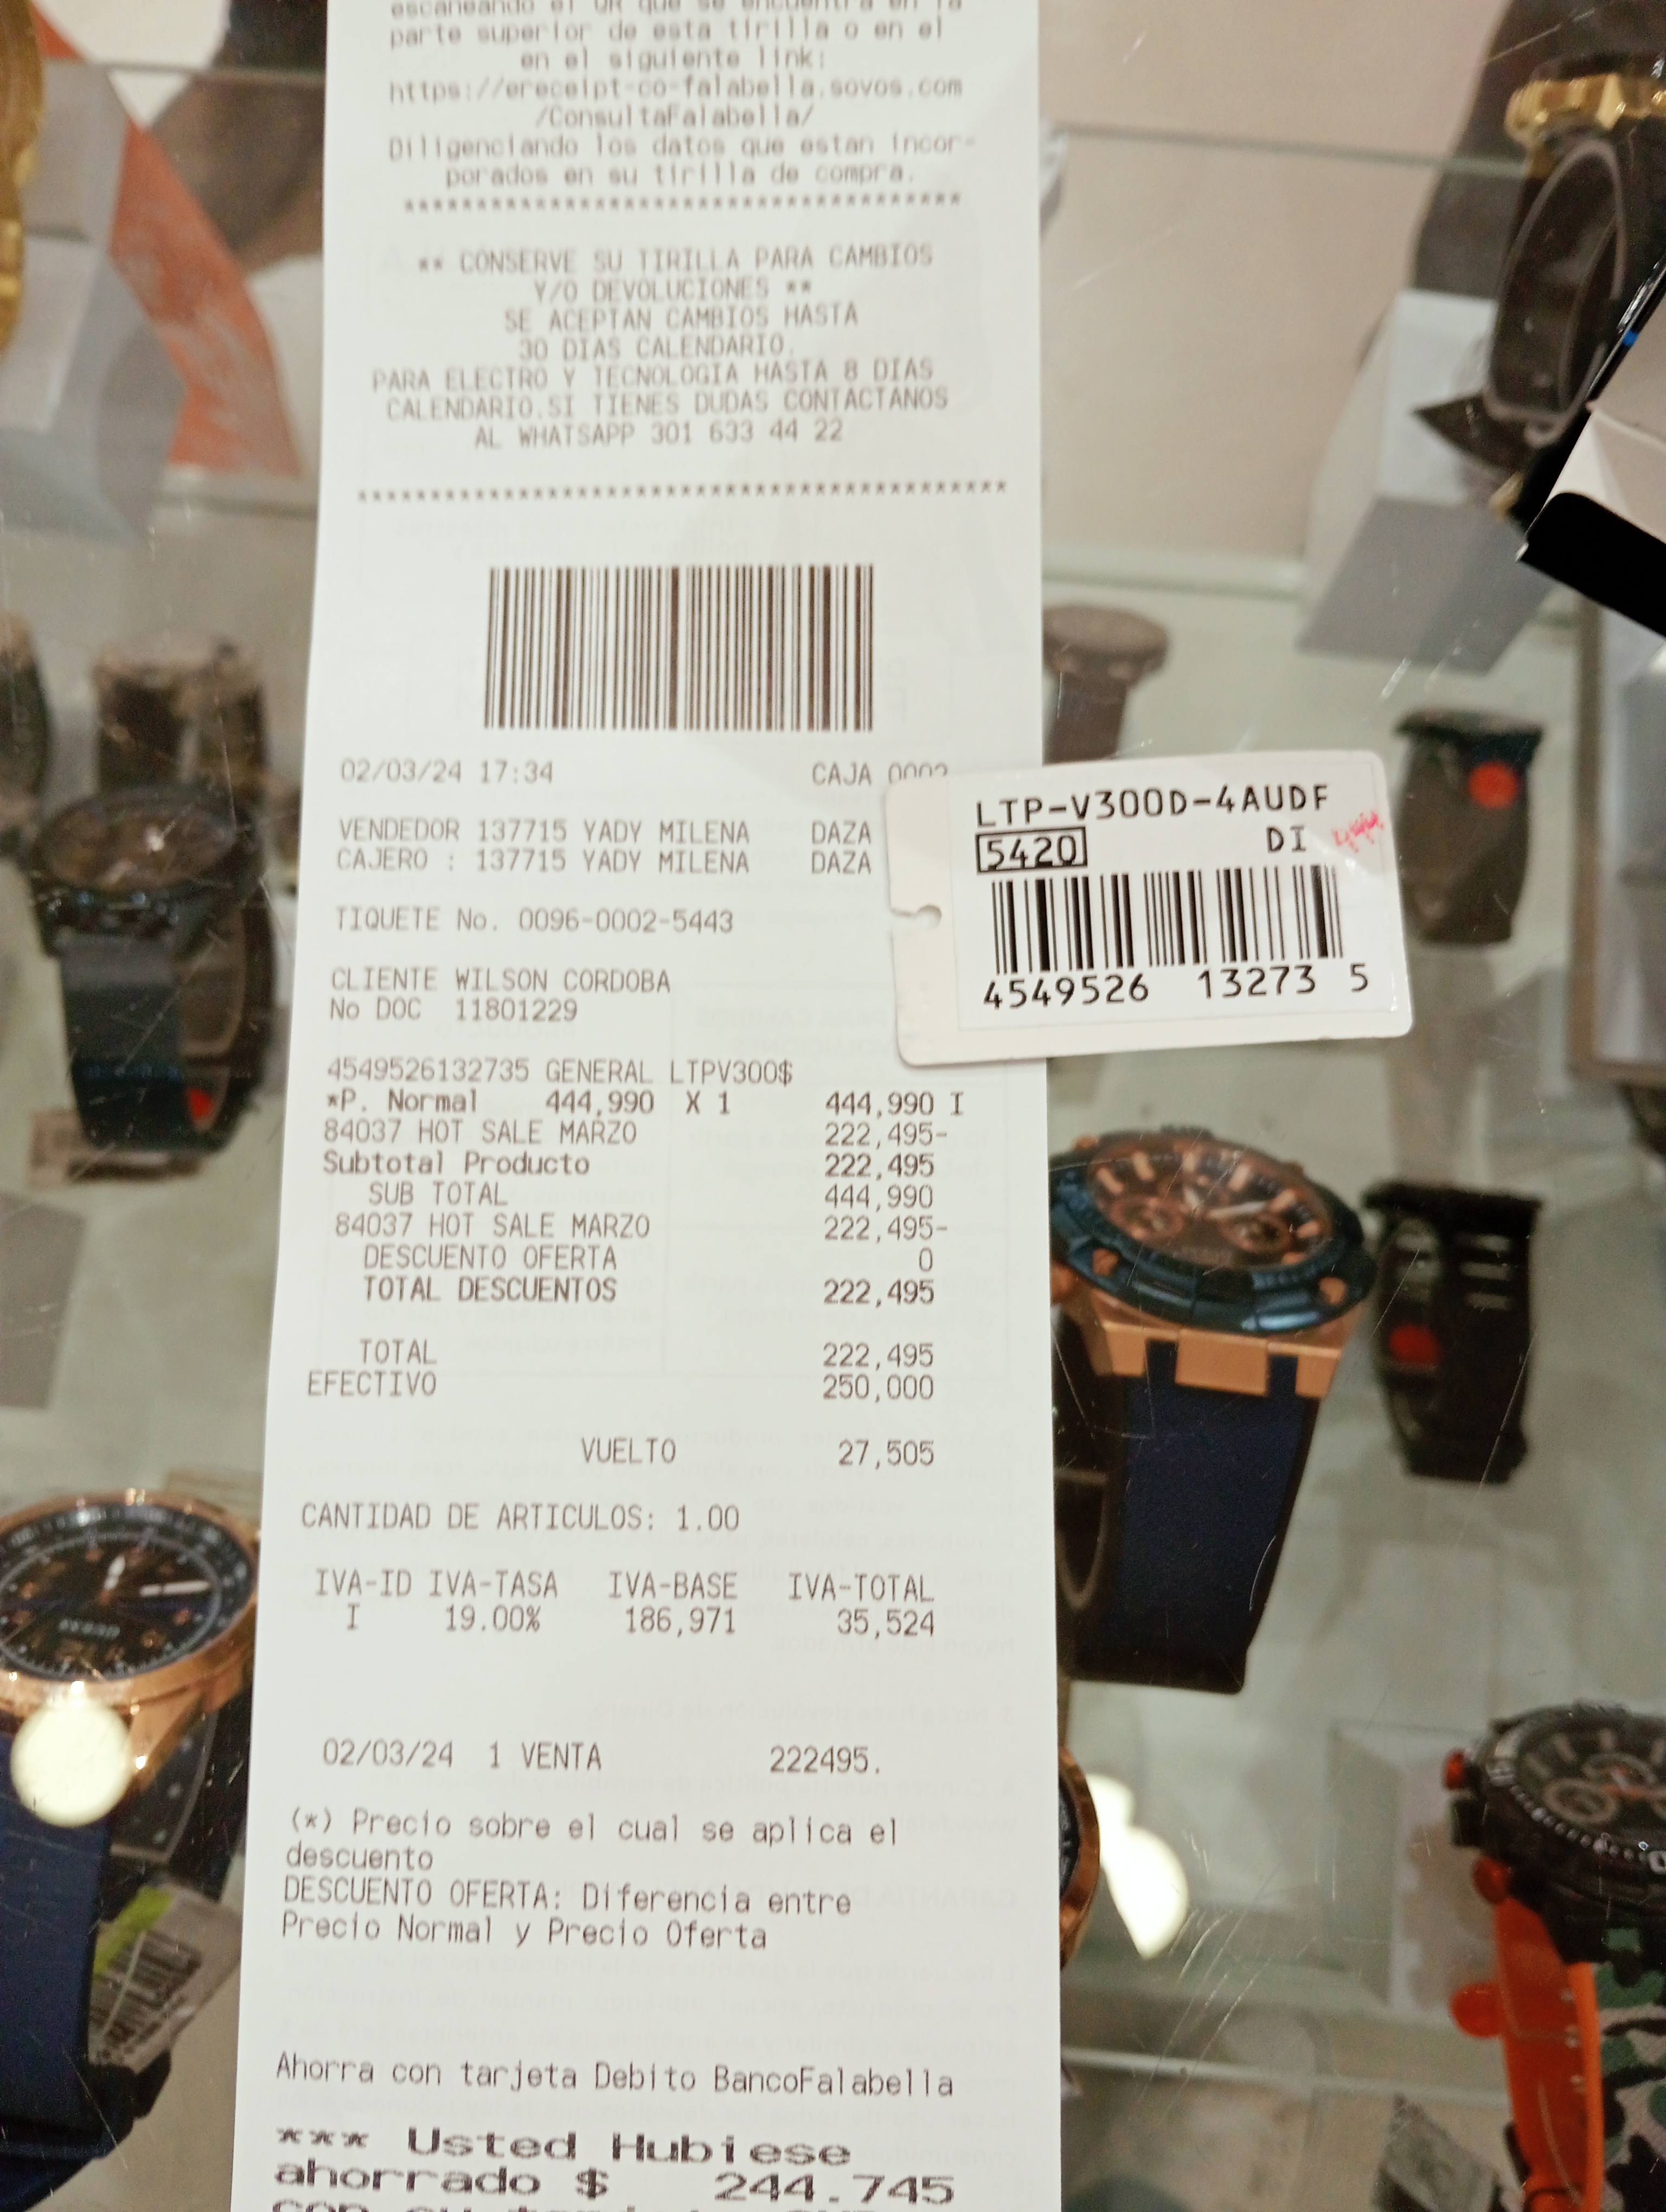 escaneando el QR que se encuentra en la
parte superior de esta tirilla o en el
en el siguiente link:
https://ereceipt-co-falabella.sovos.com
/ConsultaFalabella/
Diligenciando los datos que estan incor-
porados en su tirilla de compra.
***************************************
** CONSERVE SU TIRILLA PARA CAMBIOS
Y/O DEVOLUCIONES **
SE ACEPTAN CAMBIOS HASTA
30 DIAS CALENDARIO.
PARA ELECTRO Y TECNOLOGIA HASTA 8 DIAS
CALENDARIO.SI TIENES DUDAS CONTACTANOS
AL WHATSAPP 301 633 44 22
********************************************
02/03/24 17:34 CAJA 0002
VENDEDOR 137715 YADY MILENA DAZA
CAJERO : 137715 YADY MILENA DAZA
TIQUETE No. 0096-0002-5443
CLIENTE WILSON CORDOBA
No DOC 11801229
4549526132735 GENERAL LTPV300$
*P. Normal 444,990 X 1 444,990 I
84037 HOT SALE MARZO 222,495-
Subtotal Producto 222,495
SUB TOTAL 444,990
84037 HOT SALE MARZO 222,495-
DESCUENTO OFERTA 0
TOTAL DESCUENTOS 222,495
TOTAL 222,495
EFECTIVO 250,000
VUELTO 27,505
CANTIDAD DE ARTICULOS: 1.00
IVA-ID IVA-TASA IVA-BASE IVA-TOTAL
I 19.00% 186,971 35,524
02/03/24 1 VENTA 222495.
(*) Precio sobre el cual se aplica el
descuento
DESCUENTO OFERTA: Diferencia entre
Precio Normal y Precio Oferta
Ahorra con tarjeta Debito BancoFalabella
*** Usted Hubiese
ahorrado $ 244.745
LTP-V300D-4AUDF
5420 DI
4549526 13273 5